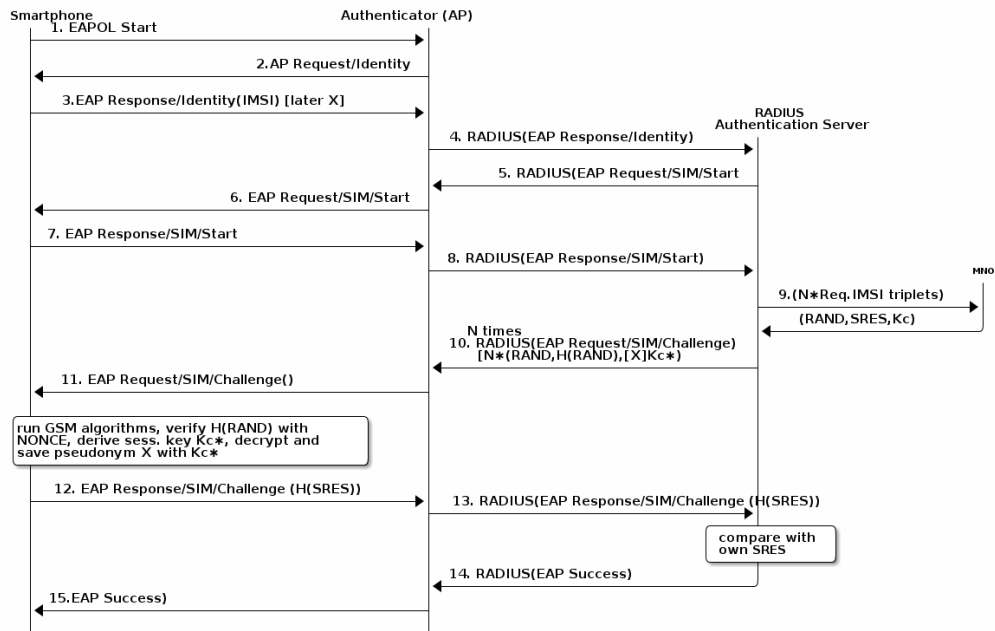 Smartphone
Authenticator (AP)
1. EAPOL Start
2.AP Request/Identity
3.EAP Response/Identity(IMSI) [later X]
RADIUS
Authentication Server
4. RADIUS(EAP Response/Identity)
5. RADIUS(EAP Request/SIM/Start
6. EAP Request/SIM/Start
7. EAP Response/SIM/Start
8. RADIUS(EAP Response/SIM/Start)
MNO
9.(N*Req.IMSI triplets)
(RAND,SRES,Kc)
N times
10. RADIUS(EAP Request/SIM/Challenge)
[N*(RAND,H(RAND),[X]Kc*)
11. EAP Request/SIM/Challenge()
run GSM algorithms, verify H(RAND) with
NONCE, derive sess. key Kc*, decrypt and
save pseudonym X with Kc*
12. EAP Response/SIM/Challenge (H(SRES))
13. RADIUS(EAP Response/SIM/Challenge (H(SRES))
compare with
own SRES
14. RADIUS(EAP Success)
15.EAP Success)